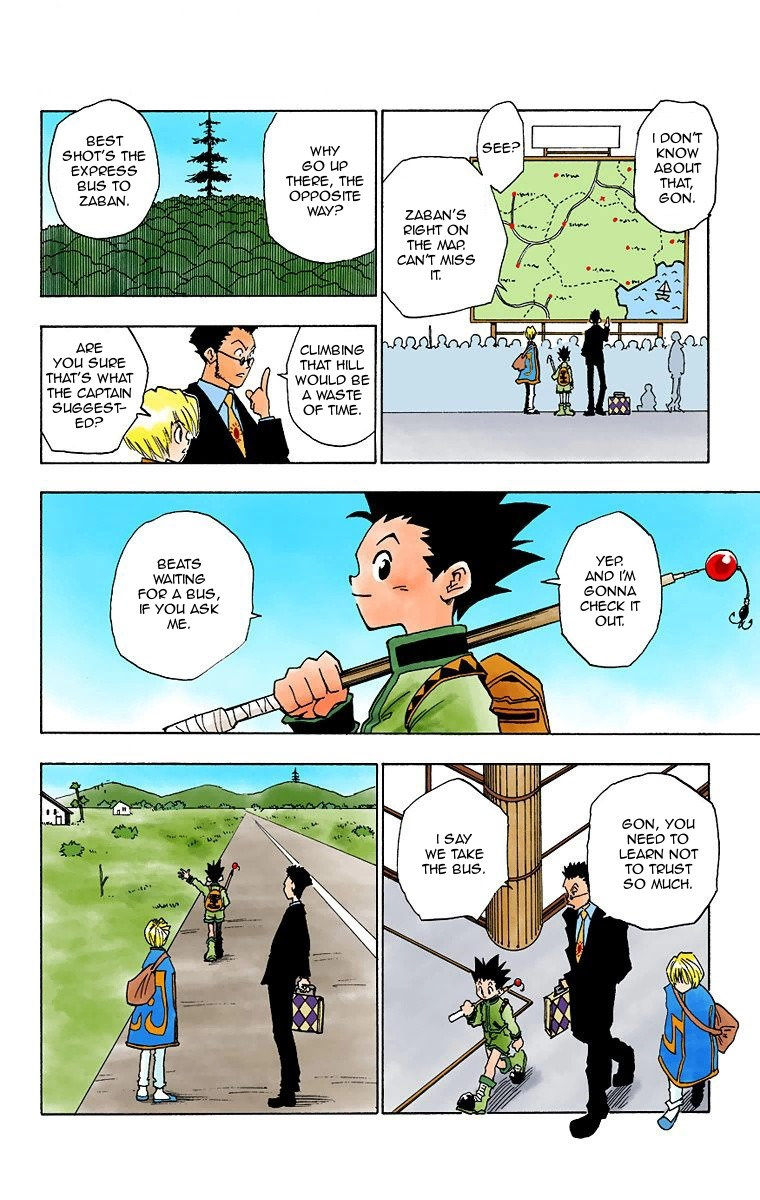 I DON'T
KNOW
ABOUT
THAT,
GON.
SEE?
ZABAN'S
RIGHT ON
THE MAP.
CAN'T MISS
IT.
WHY
GO UP
THERE, THE
OPPOSITE
WAY?
BEST
SHOT'S THE
EXPRESS
BUS TO
ZABAN.
CLIMBING
THAT HILL
WOULD BE
A WASTE
OF TIME.
ARE
YOU SURE
THAT'S WHAT
THE CAPTAIN
SUGGEST-
ED?
YEP.
AND I'M
GONNA
CHECK IT
OUT.
BEATS
WAITING
FOR A BUS,
IF YOU ASK
ME.
GON, YOU
NEED TO
LEARN NOT
TO TRUST
SO MUCH.
I SAY
WE TAKE
THE BUS.